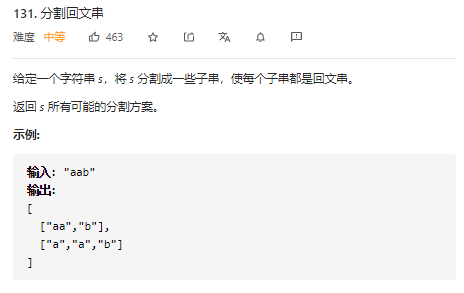 131. 分割回文串
难度 中等 463
给定一个字符串 s，将 s 分割成一些子串，使每个子串都是回文串。
返回 s 所有可能的分割方案。
示例:
输入: "aab"
输出:
[
  ["aa","b"],
  ["a","a","b"]
]